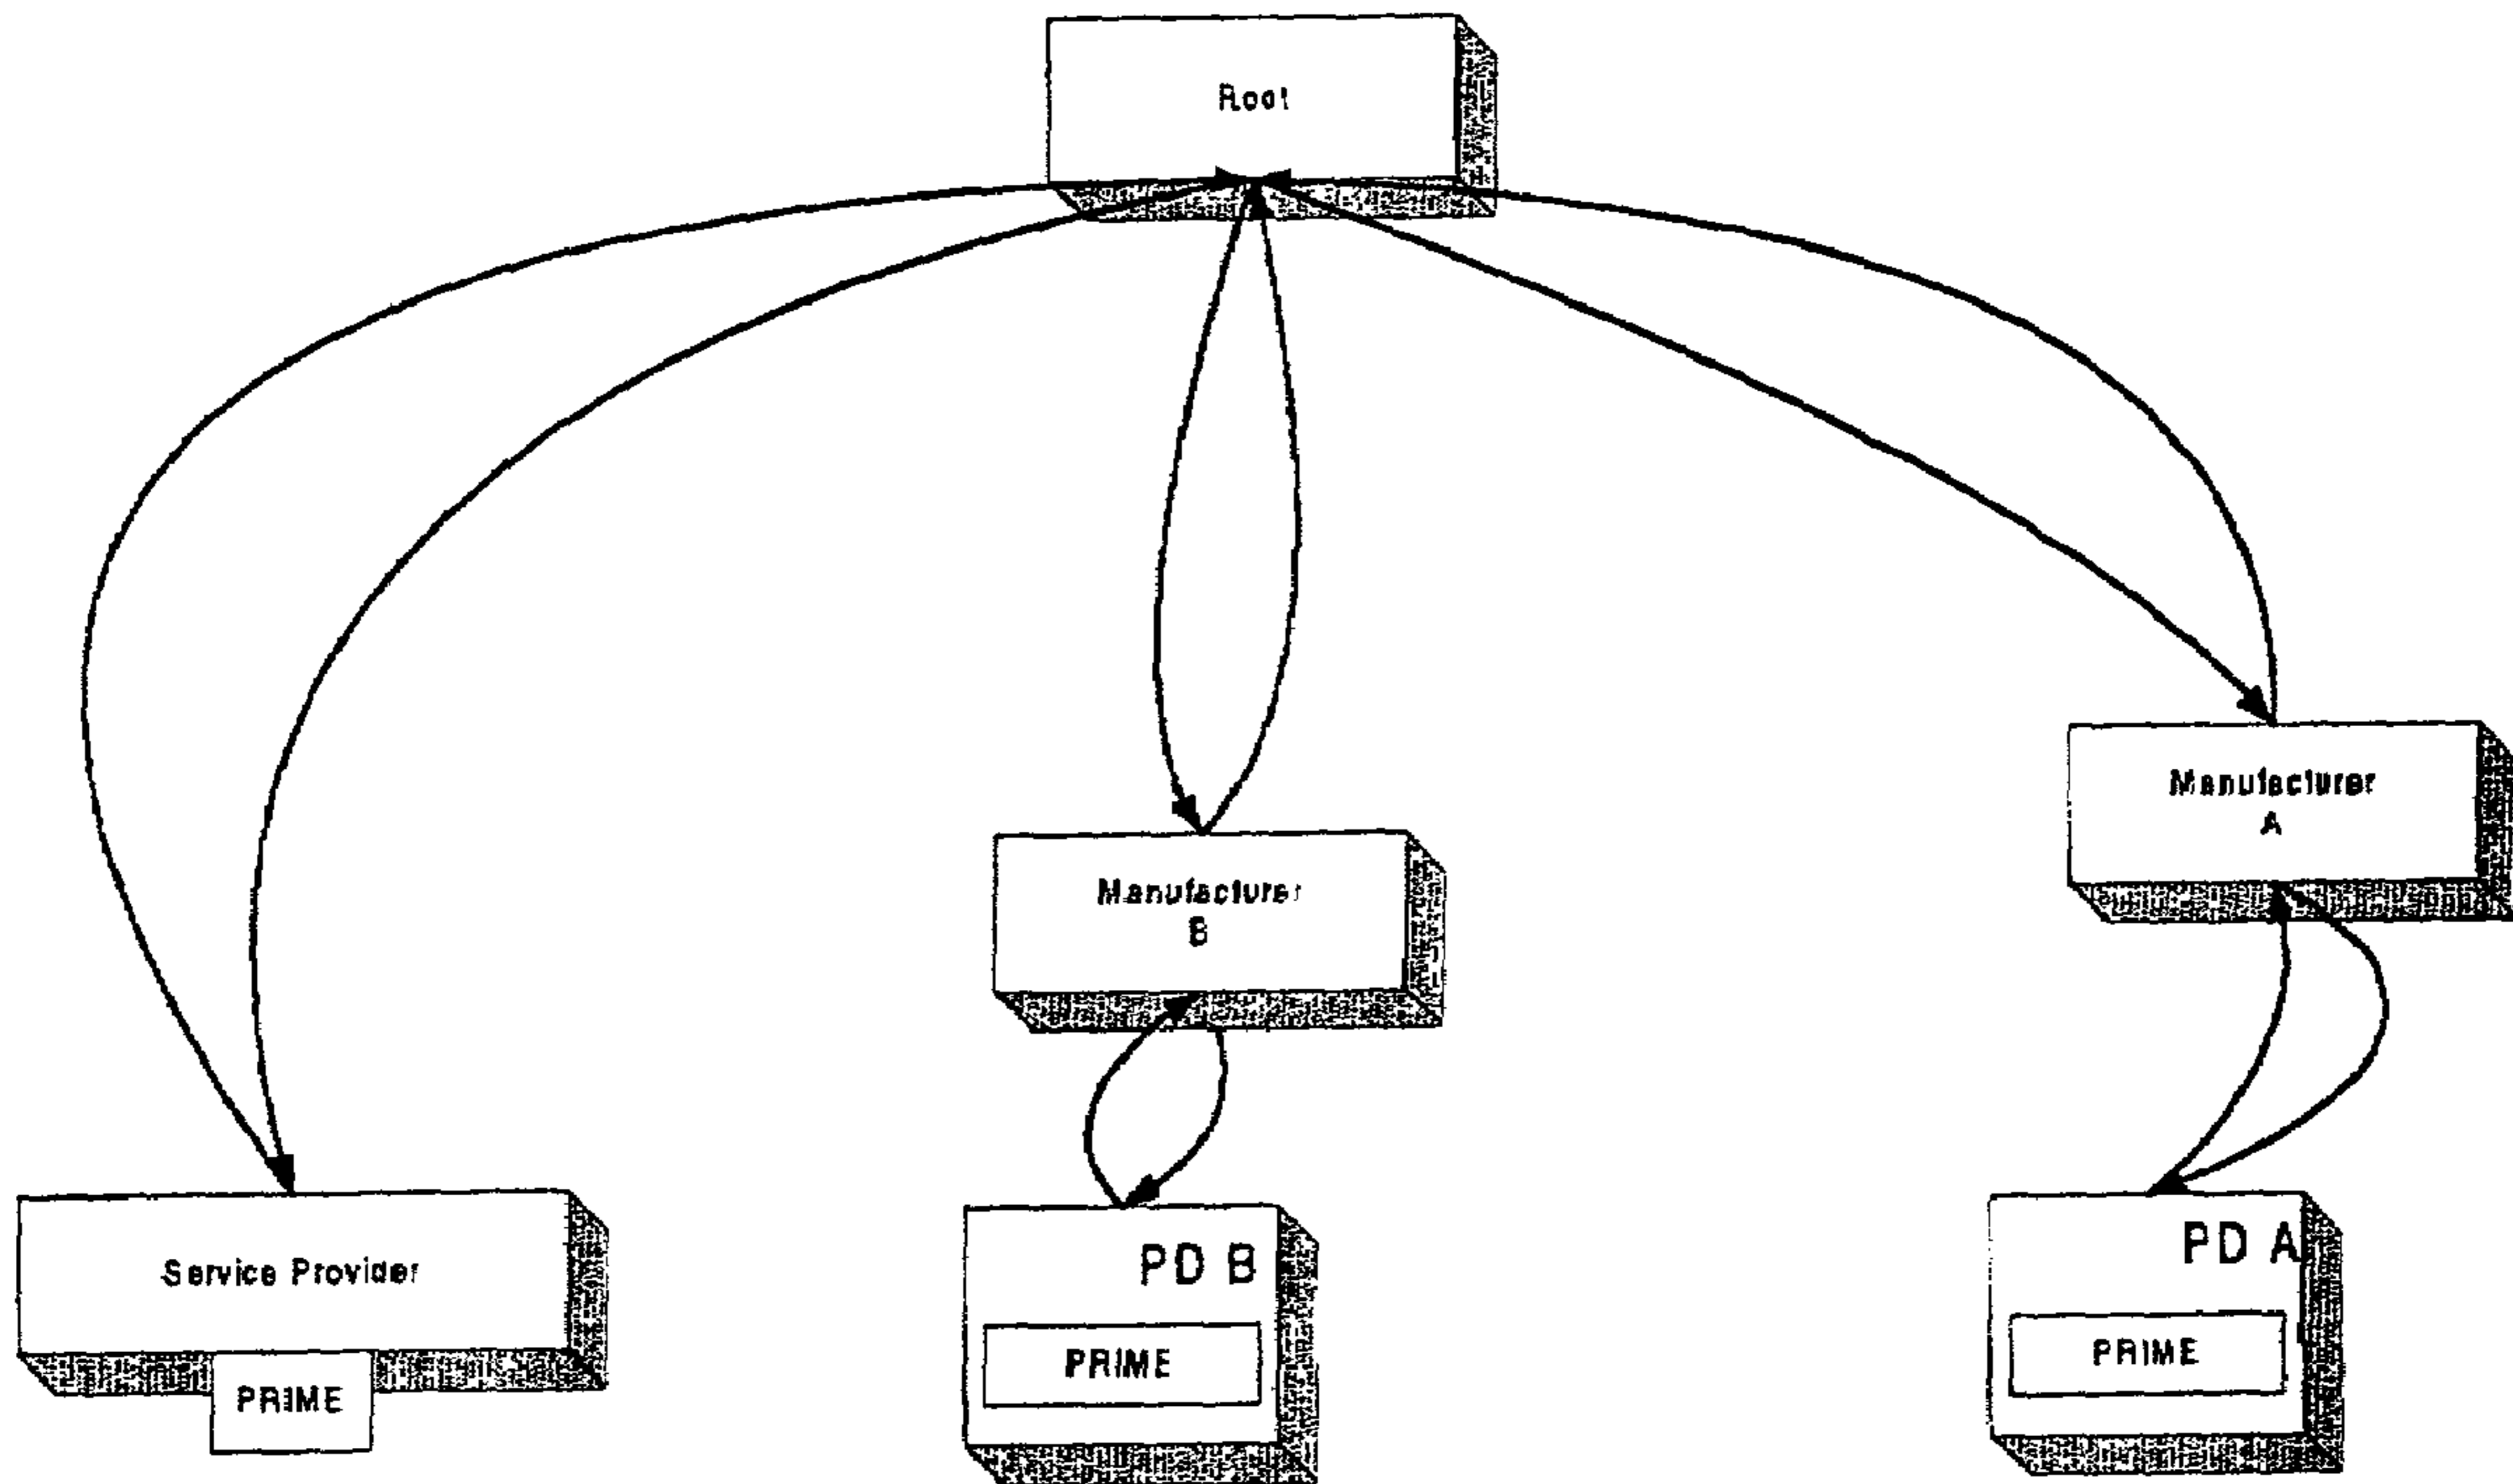 Root
Manufacturer
A
Manufacturer
B
Service Provider
PRIME
PD B
PRIME
PD A
PRIME